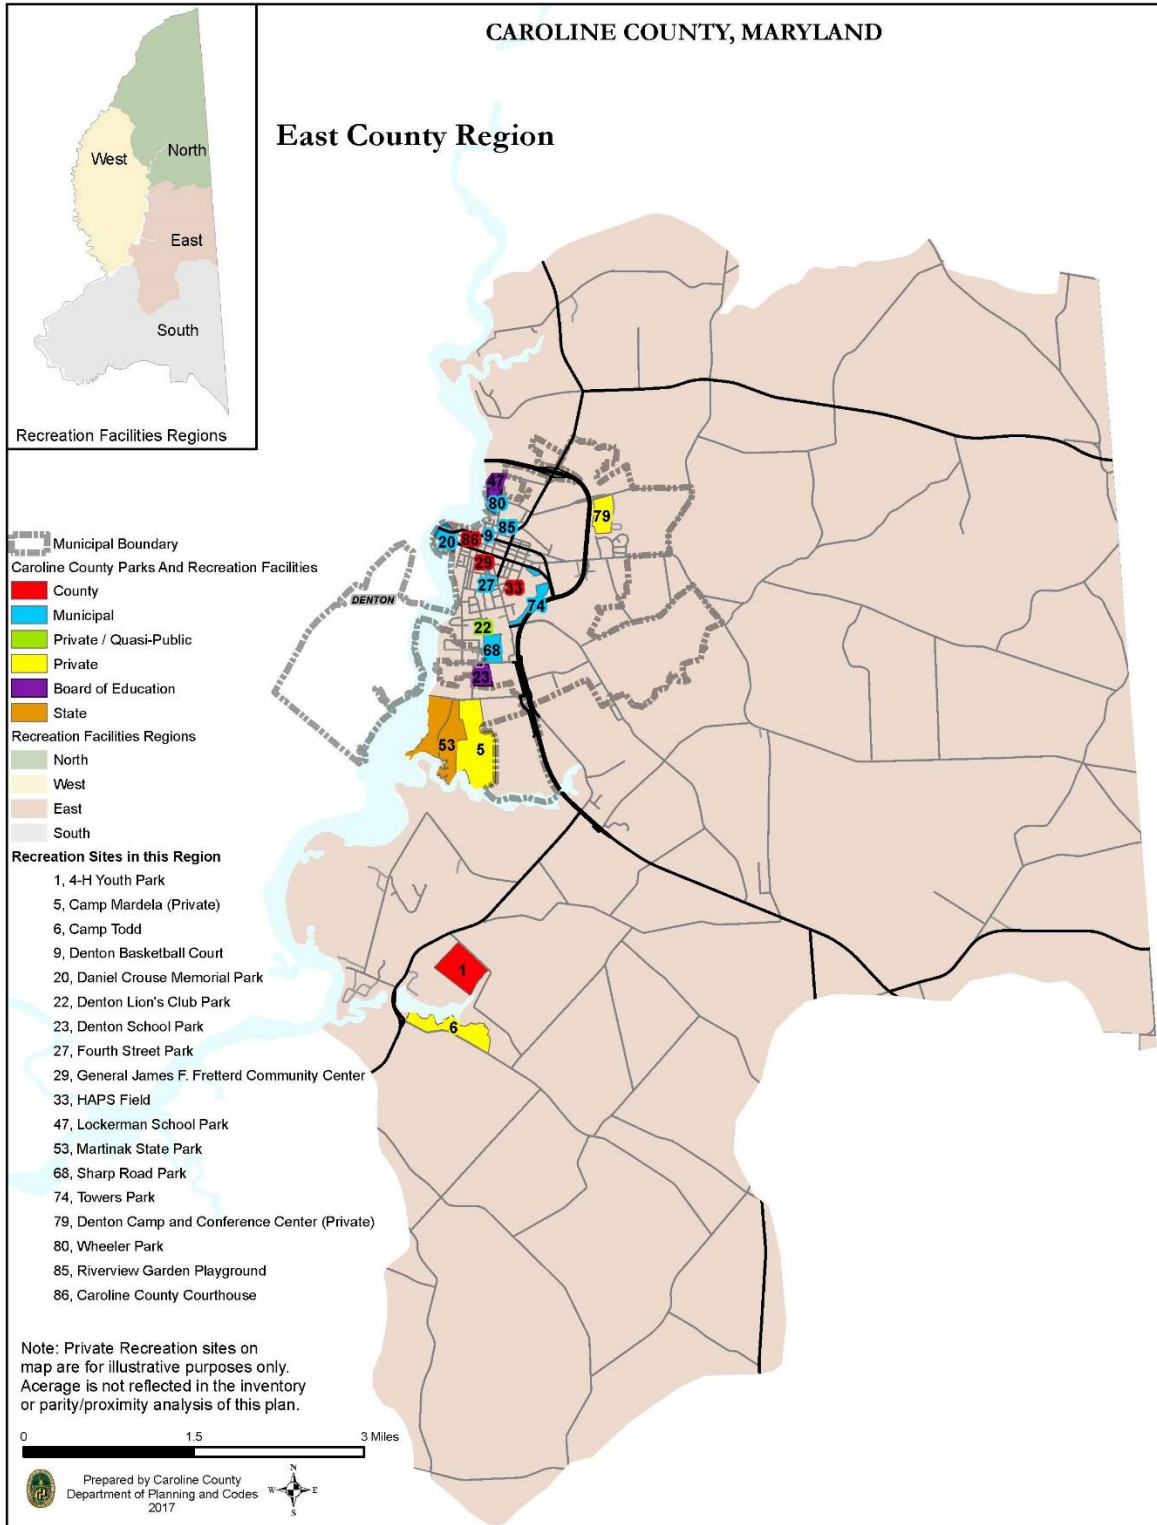 CAROLINE COUNTY, MARYLAND
East County Region
West
North
East
South
Recreation Facilities Regions
47
80
79
85
9
20
86
29
27
33
74
DENTON
22
68
23
53
5
1
6
Municipal Boundary
Caroline County Parks And Recreation Facilities
County
Municipal
Private / Quasi-Public
Private
Board of Education
State
Recreation Facilities Regions
North
West
East
South
Recreation Sites in this Region
1, 4-H Youth Park
5, Camp Mardela (Private)
6, Camp Todd
9, Denton Basketball Court
20, Daniel Crouse Memorial Park
22, Denton Lion's Club Park
23, Denton School Park
27, Fourth Street Park
29, General James F. Fretterd Community Center
33, HAPS Field
47, Lockerman School Park
53, Martinak State Park
68, Sharp Road Park
74, Towers Park
79, Denton Camp and Conference Center (Private)
80, Wheeler Park
85, Riverview Garden Playground
86, Caroline County Courthouse
Note: Private Recreation sites on
map are for illustrative purposes only.
Acerage is not reflected in the inventory
or parity/proximity analysis of this plan.
0 1.5 3 Miles
Prepared by Caroline County
Department of Planning and Codes
2017
N
W E
S